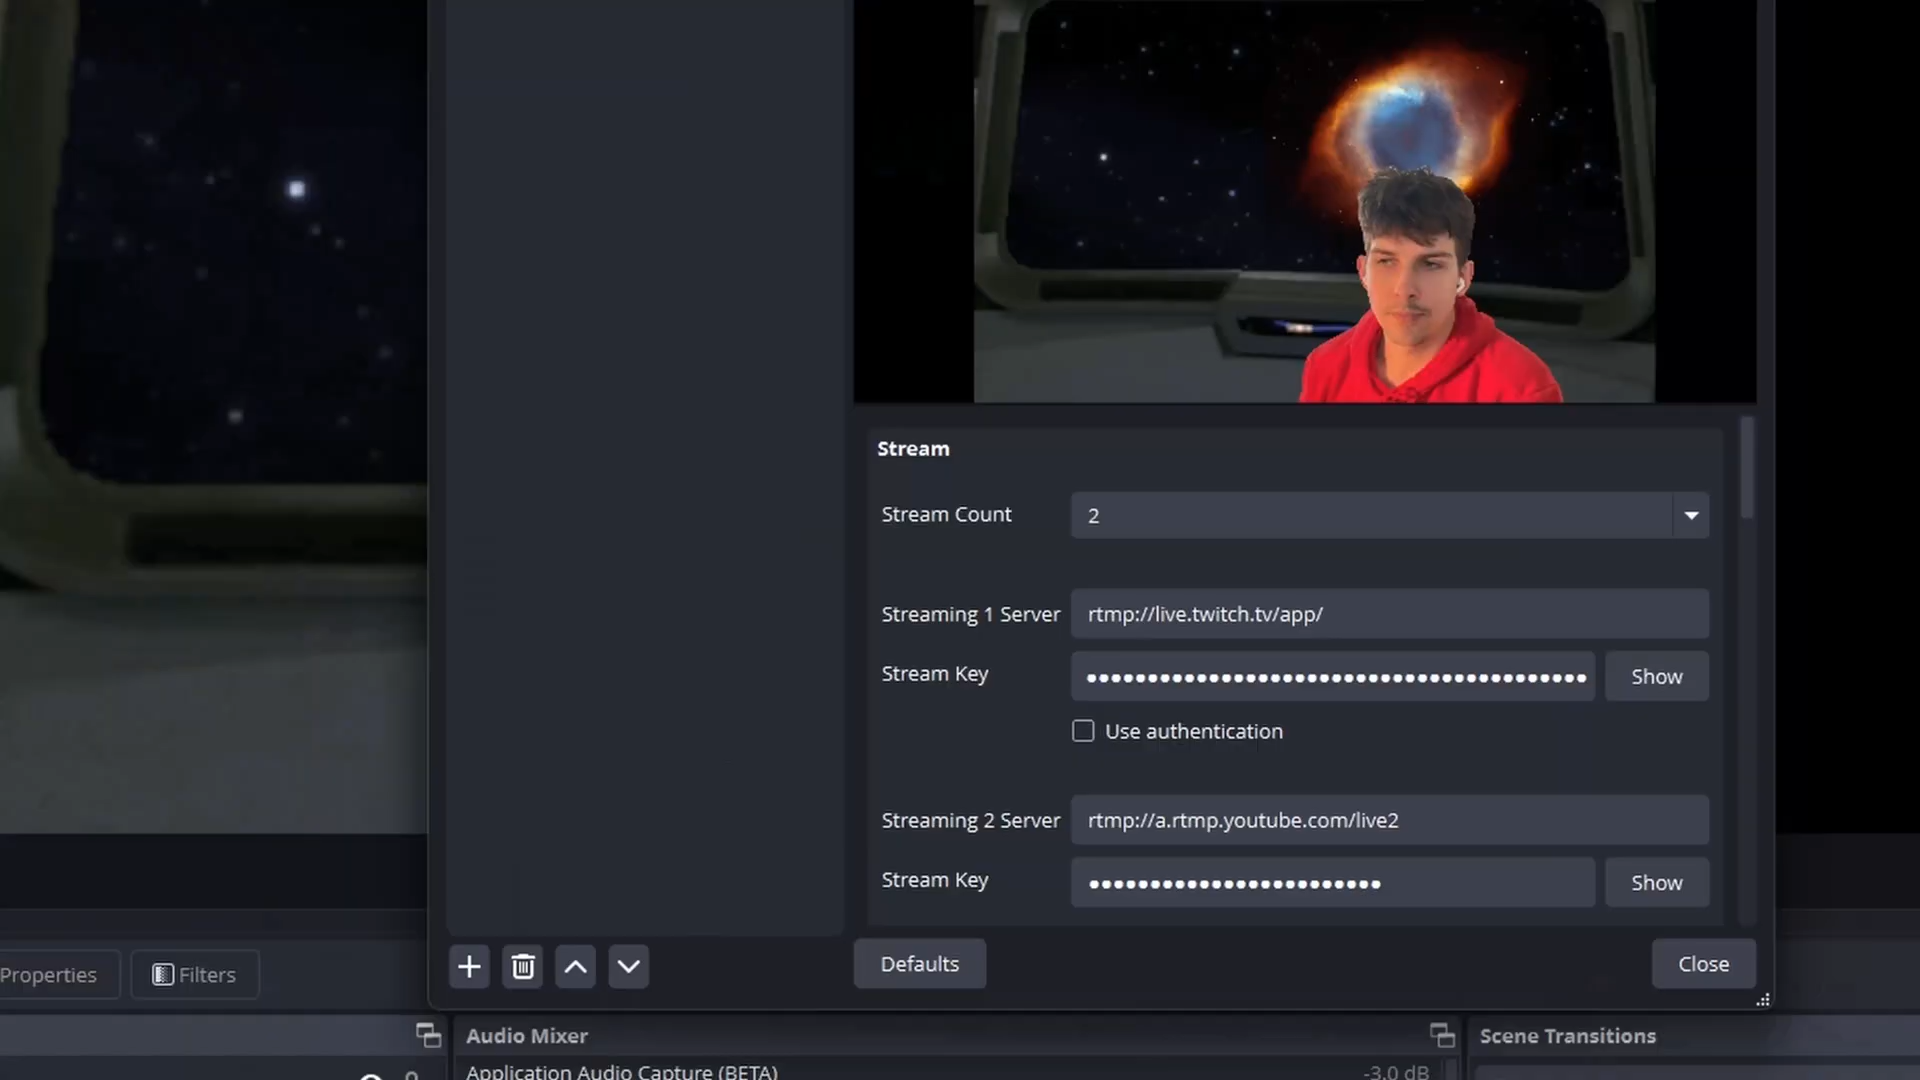 Stream
Stream Count
2
Streaming 1 Server
rtmp://live.twitch.tv/app/
Stream Key
Show
Use authentication
Streaming 2 Server
rtmp://a.rtmp.youtube.com/live2
Stream Key
Show
Defaults
Close
Properties
Filters
Audio Mixer
Scene Transitions
Application Audio Capture (BETA)
-3.0 dB